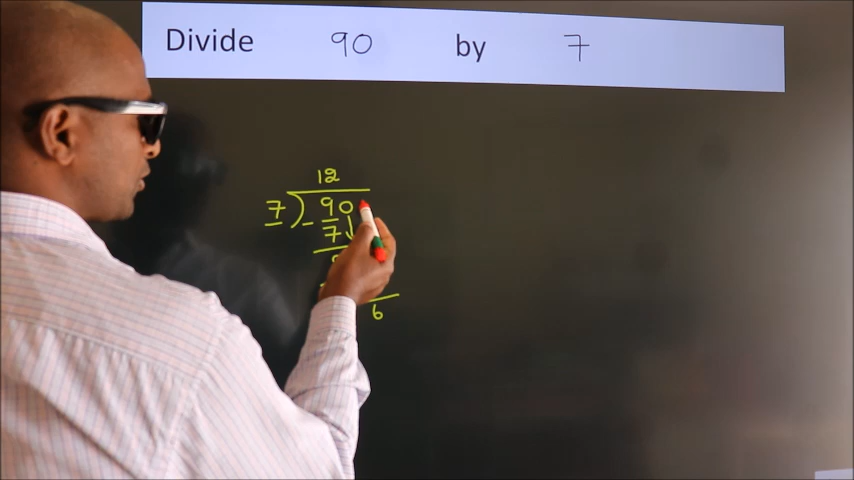 Divide 90 by 7
12
7 ) 90
- 7 ↓
6